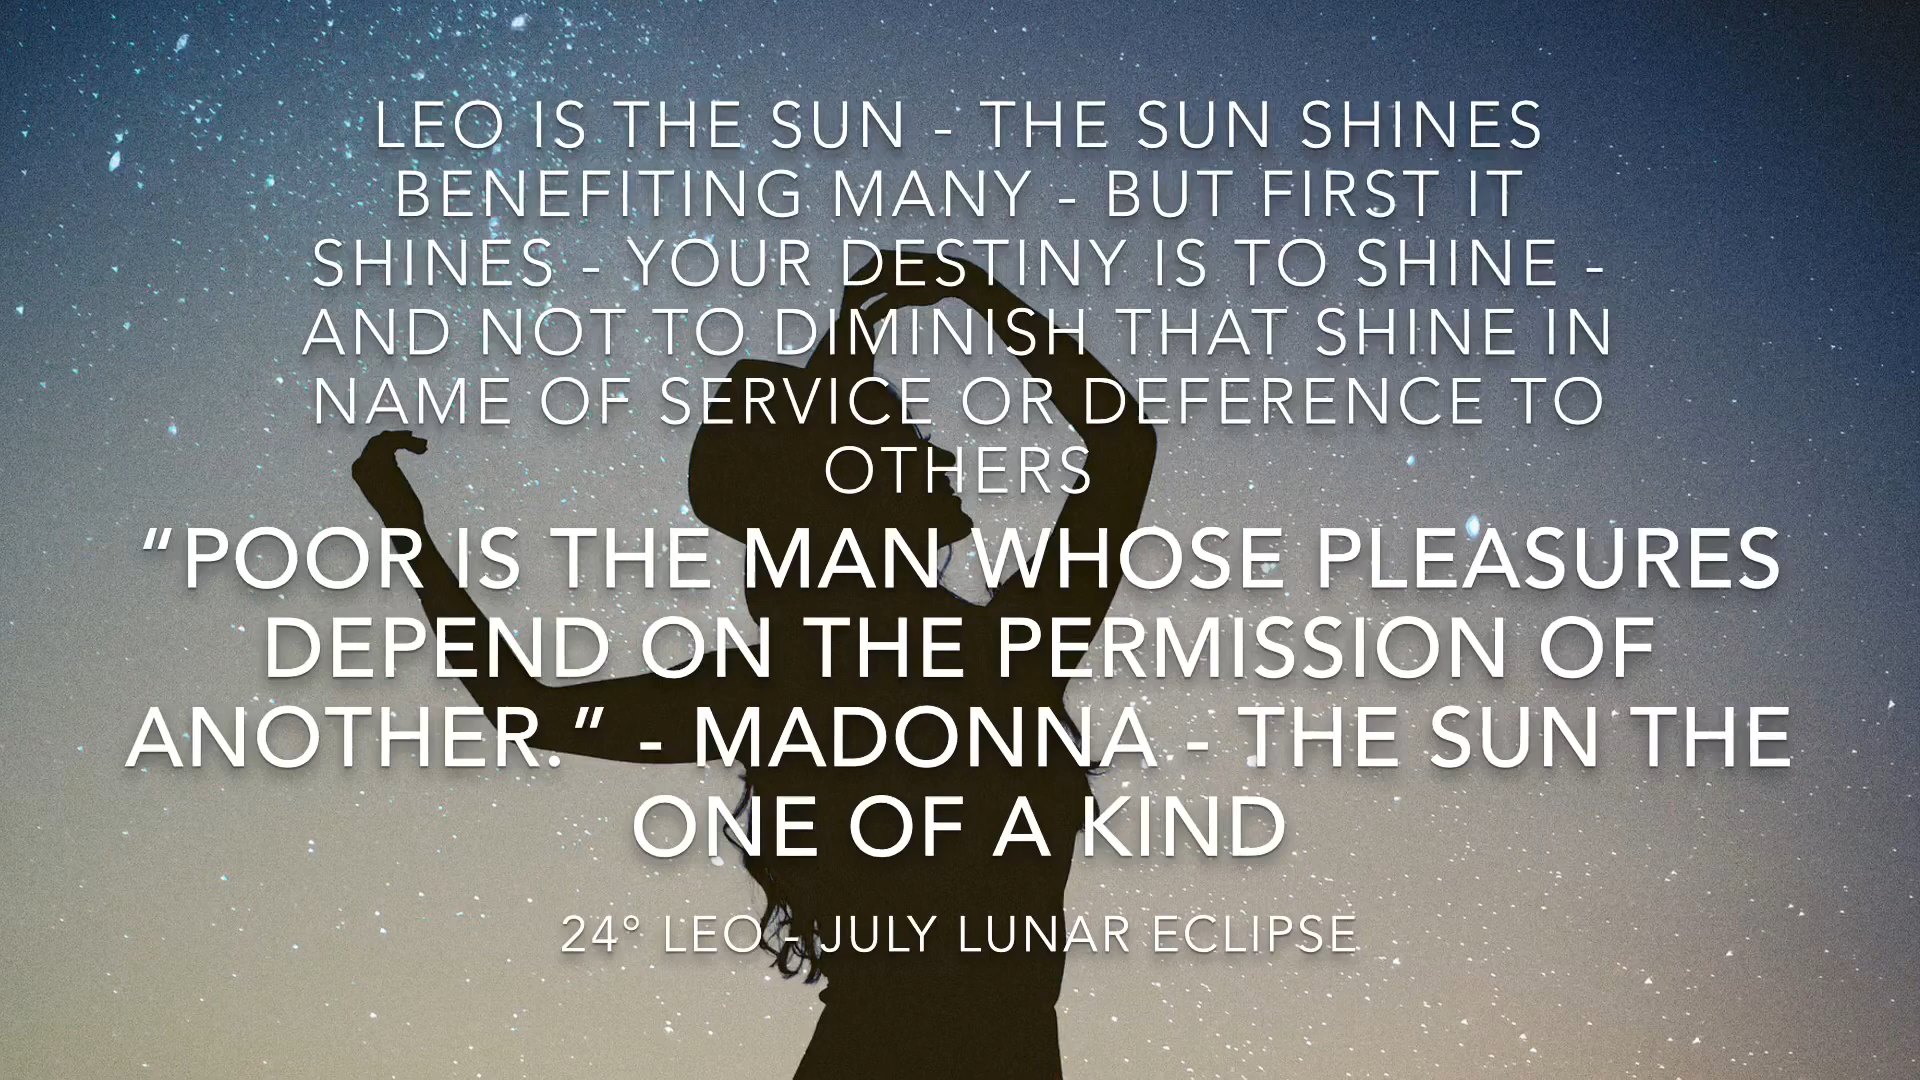 LEO IS THE SUN - THE SUN SHINES
BENEFITING MANY - BUT FIRST IT
SHINES - YOUR DESTINY IS TO SHINE -
AND NOT TO DIMINISH THAT SHINE IN
NAME OF SERVICE OR DEFERENCE TO
OTHERS
“POOR IS THE MAN WHOSE PLEASURES
DEPEND ON THE PERMISSION OF
ANOTHER.” - MADONNA - THE SUN THE
ONE OF A KIND
24° LEO - JULY LUNAR ECLIPSE